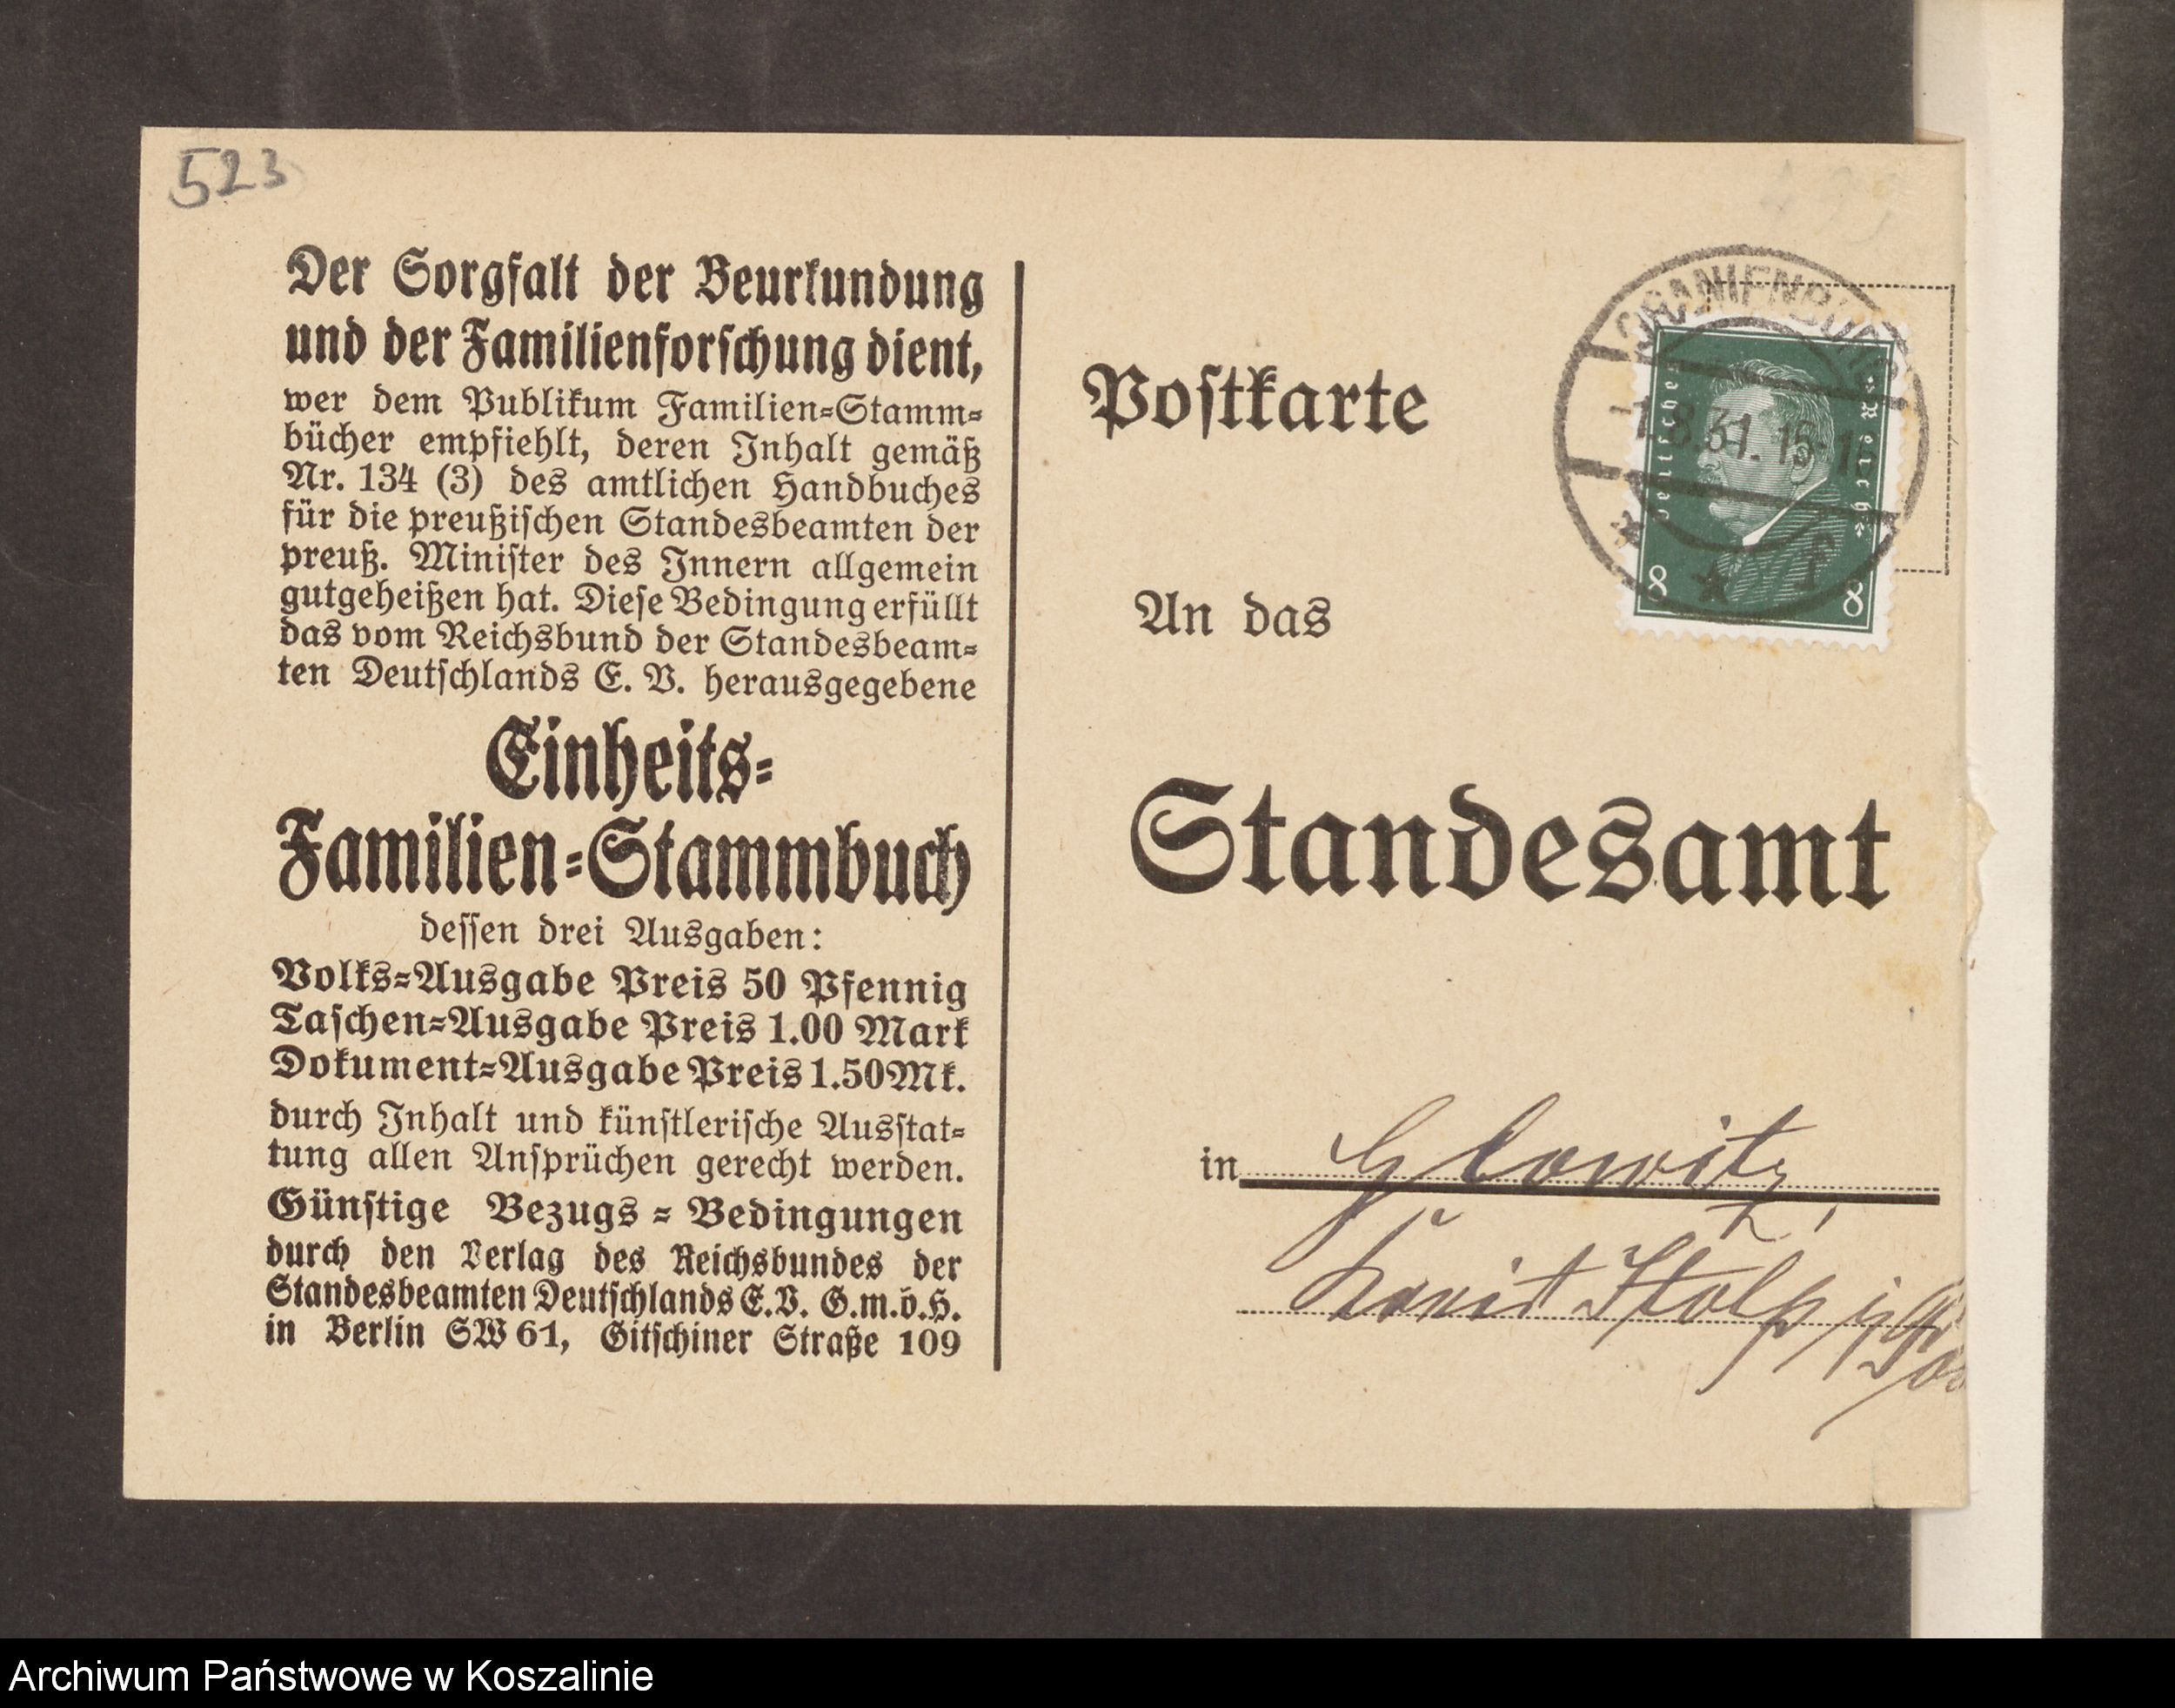 523
Der Sorgfalt der Beurkundung
und der Familienforschung dient,
wer dem Publikum Familien=Stamm=
bücher empfiehlt, deren Inhalt gemäß
Nr. 134 (3) des amtlichen Handbuches
für die preußischen Standesbeamten der
preuß. Minister des Innern allgemein
gutgeheißen hat. Diese Bedingung erfüllt
das vom Reichsbund der Standesbeam=
ten Deutschlands E. V. herausgegebene
Einheits=
Familien=Stammbuch
dessen drei Ausgaben:
Volks=Ausgabe Preis 50 Pfennig
Taschen=Ausgabe Preis 1.00 Mark
Dokument=Ausgabe Preis 1.50 Mk.
durch Inhalt und künstlerische Ausstat=
tung allen Ansprüchen gerecht werden.
Günstige Bezugs = Bedingungen
durch den Verlag des Reichsbundes der
Standesbeamten Deutschlands E.V. G.m.b.H.
in Berlin SW 61, Gitschiner Straße 109
Postkarte
ORANIENBURG
Deutsches Reich
8.31.
8 8
An das
Standesamt
in Glowitz,
Stolp i/
Archiwum Państwowe w Koszalinie